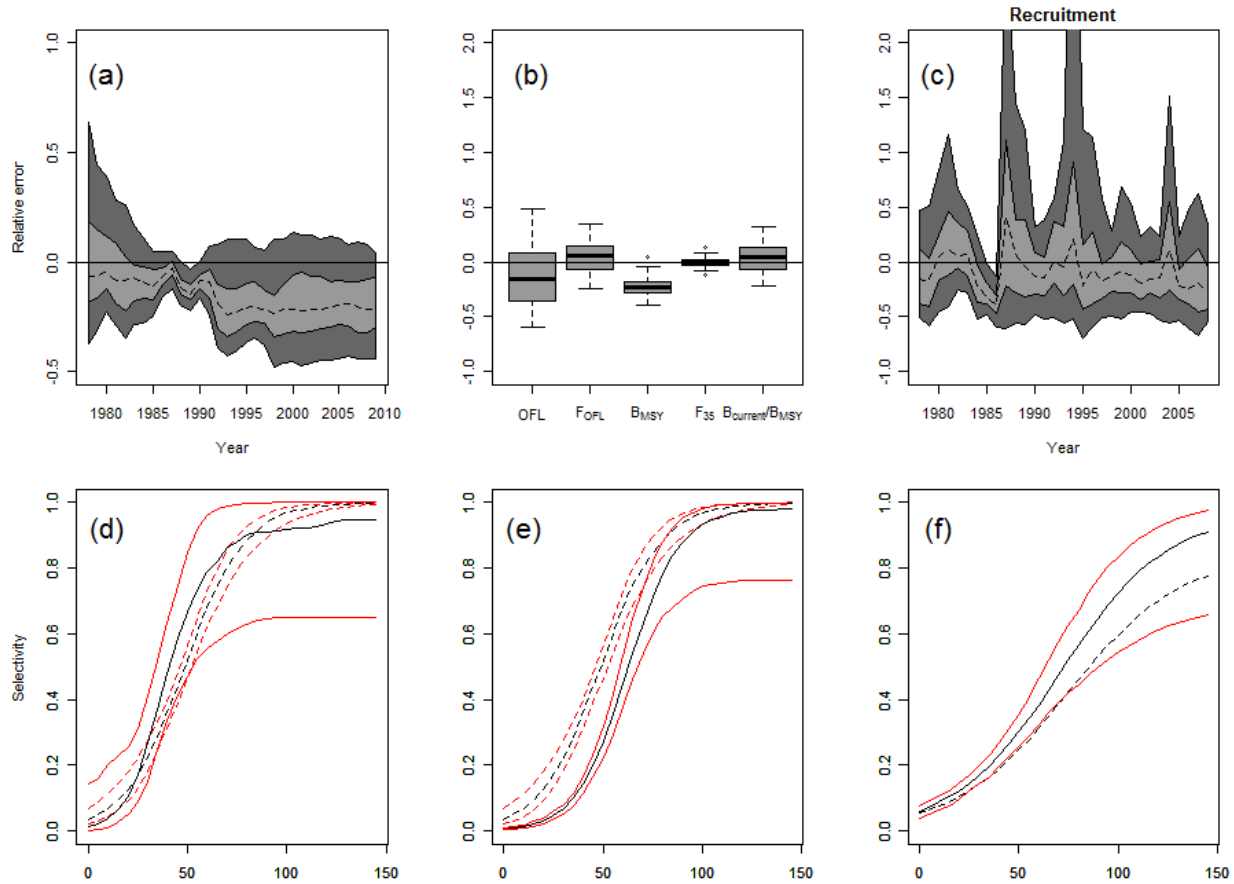 Recruitment
(a)
(b)
(c)
Relative error
1.0
0.5
0.0
-0.5
2.0
1.5
1.0
0.5
0.0
-0.5
-1.0
2.0
1.5
1.0
0.5
0.0
-0.5
-1.0
1980 1985 1990 1995 2000 2005 2010
OFL FOFL BMSY F35 Bcurrent/BMSY
1980 1985 1990 1995 2000 2005
Year
Year
(d)
(e)
(f)
Selectivity
1.0
0.8
0.6
0.4
0.2
0.0
1.0
0.8
0.6
0.4
0.2
0.0
1.0
0.8
0.6
0.4
0.2
0.0
0 50 100 150
0 50 100 150
0 50 100 150